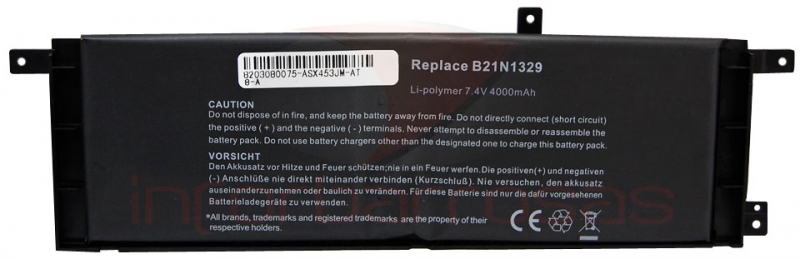 Replace B21N1329
B203080075-ASX453JM-AT
8-A
Li-polymer 7.4V 4000mAh
CAUTION
Do not dispose of in fire, and keep the battery away from fire. Do not directly connect (short circuit)
the positive ( + ) and the negative ( - ) terminals. Never attempt to disassemble or reassemble the
battery pack. Do not use battery chargers other than the designated one to charge this battery pack.
VORSICHT
Den Akkusatz vor Hitze und Feuer schützen;nie in ein Feuer werfen.Die positiven(+) und negativen
(-) Anschlüsse nicht direkt miteinander verbinden (Kurzschluß). Nie versuchen, den akkusatz
auseinanderzunehmen oder baulich zu verändern. Für diese Batterie sind nur die dafür vorgesehenen
Batterieladegeräte zu verwenden.
*All brands, trademarks and registered trademarks are the property of their
respective holders.
CE